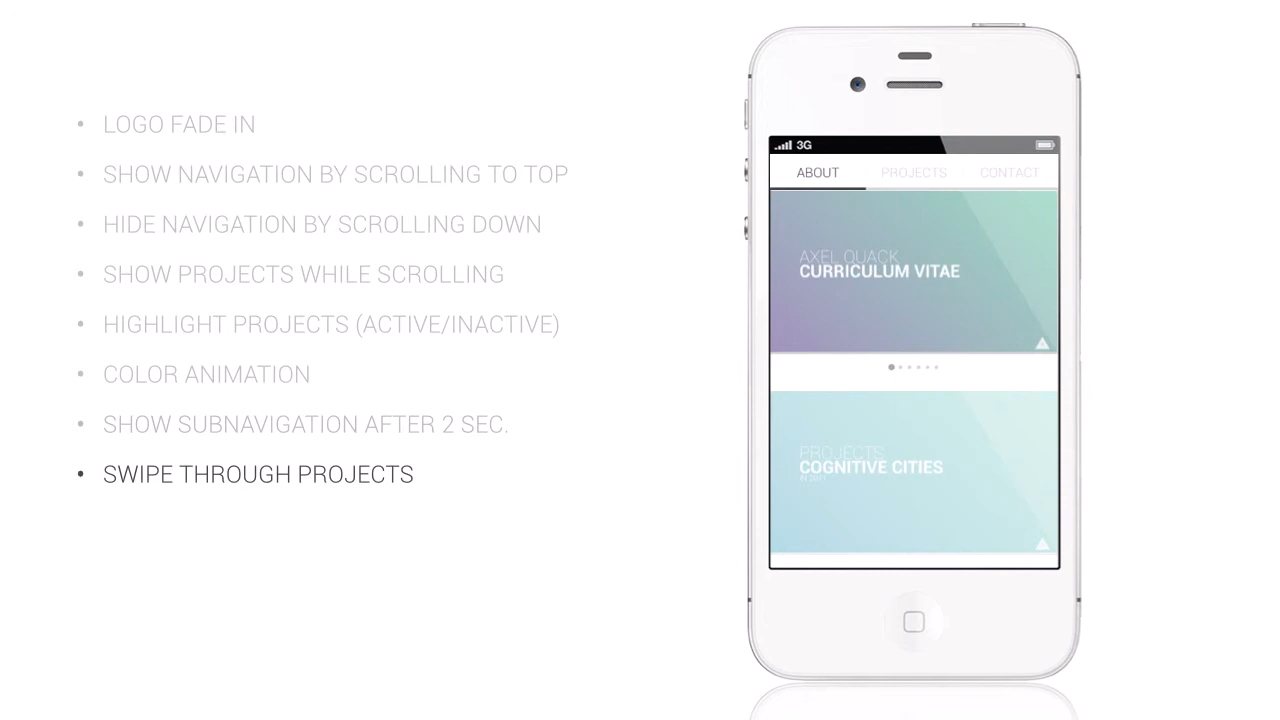 • LOGO FADE IN
• SHOW NAVIGATION BY SCROLLING TO TOP
• HIDE NAVIGATION BY SCROLLING DOWN
• SHOW PROJECTS WHILE SCROLLING
• HIGHLIGHT PROJECTS (ACTIVE/INACTIVE)
• COLOR ANIMATION
• SHOW SUBNAVIGATION AFTER 2 SEC.
• SWIPE THROUGH PROJECTS
3G
ABOUT PROJECTS CONTACT
AXEL QUACK
CURRICULUM VITAE
PROJECTS
COGNITIVE CITIES